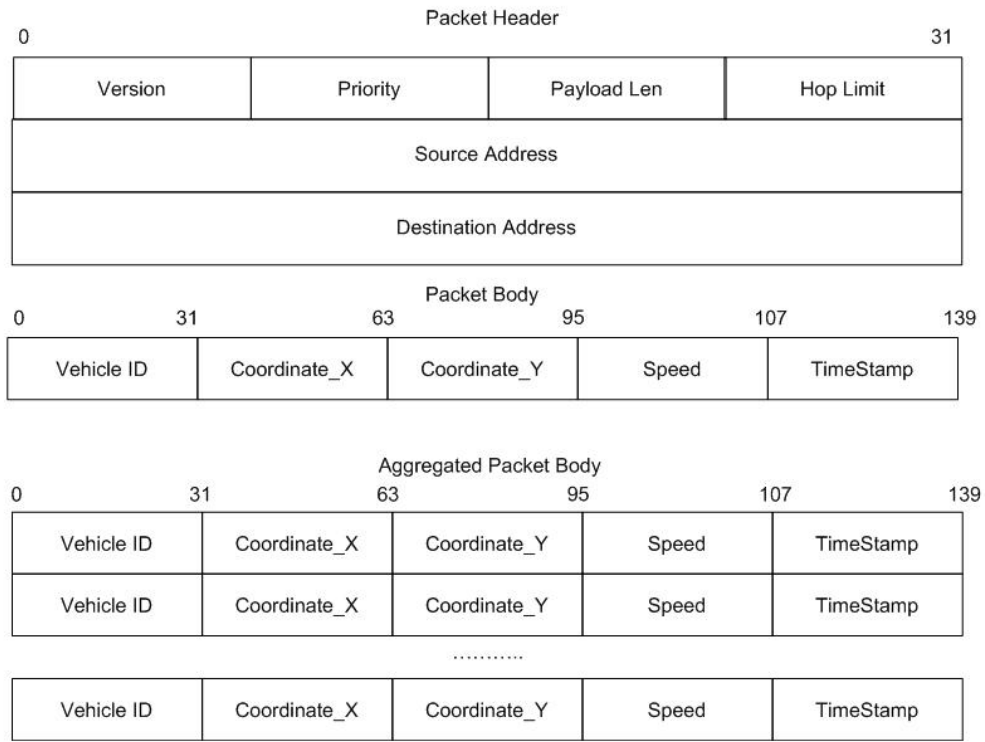 Packet Header
0 31
Version Priority Payload Len Hop Limit
Source Address
Destination Address
Packet Body
0 31 63 95 107 139
Vehicle ID Coordinate_X Coordinate_Y Speed TimeStamp
Aggregated Packet Body
0 31 63 95 107 139
Vehicle ID Coordinate_X Coordinate_Y Speed TimeStamp
Vehicle ID Coordinate_X Coordinate_Y Speed TimeStamp
...........
Vehicle ID Coordinate_X Coordinate_Y Speed TimeStamp